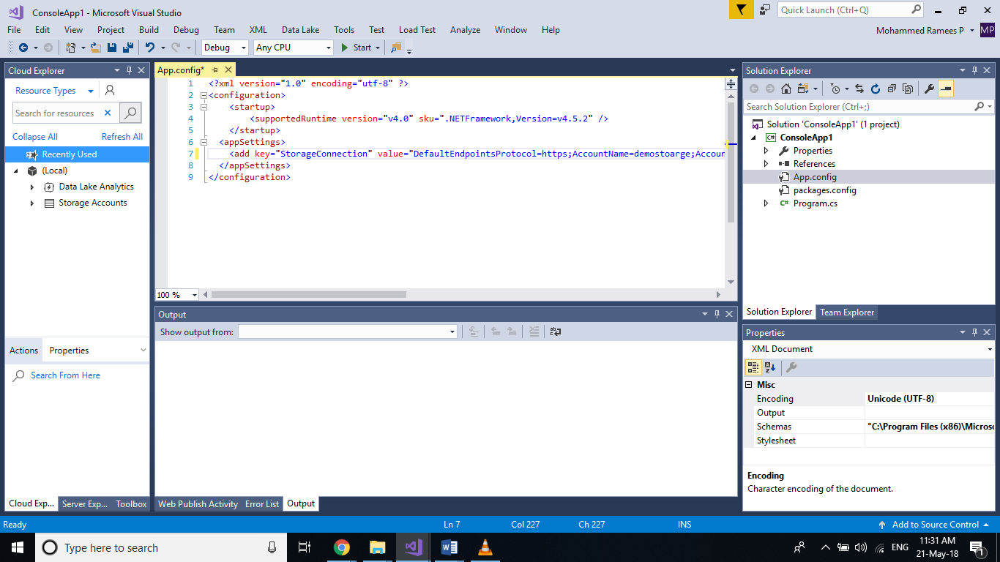 ConsoleApp1 - Microsoft Visual Studio
Quick Launch (Ctrl+Q)
File Edit View Project Build Debug Team XML Data Lake Tools Test Load Test Analyze Window Help
Mohammed Ramees P MP
Debug Any CPU Start
Cloud Explorer
Resource Types
Search for resources
Collapse All Refresh All
Recently Used
(Local)
Data Lake Analytics
Storage Accounts
Actions Properties
Search From Here
Cloud Exp... Server Exp... Toolbox
App.config*
1 <?xml version="1.0" encoding="utf-8" ?>
2 <configuration>
3 <startup>
4 <supportedRuntime version="v4.0" sku=".NETFramework,Version=v4.5.2" />
5 </startup>
6 <appSettings>
7 <add key="StorageConnection" value="DefaultEndpointsProtocol=https;AccountName=demostoarge;Accoun
8 </appSettings>
9 </configuration>
100 %
Output
Show output from:
Web Publish Activity Error List Output
Solution Explorer
Search Solution Explorer (Ctrl+;)
Solution 'ConsoleApp1' (1 project)
C# ConsoleApp1
Properties
References
App.config
packages.config
C# Program.cs
Solution Explorer Team Explorer
Properties
XML Document
Misc
Encoding Unicode (UTF-8)
Output
Schemas "C:\Program Files (x86)\Microso
Stylesheet
Encoding
Character encoding of the document.
Ready Ln 7 Col 227 Ch 227 INS Add to Source Control
Type here to search
ENG
11:31 AM
21-May-18
1